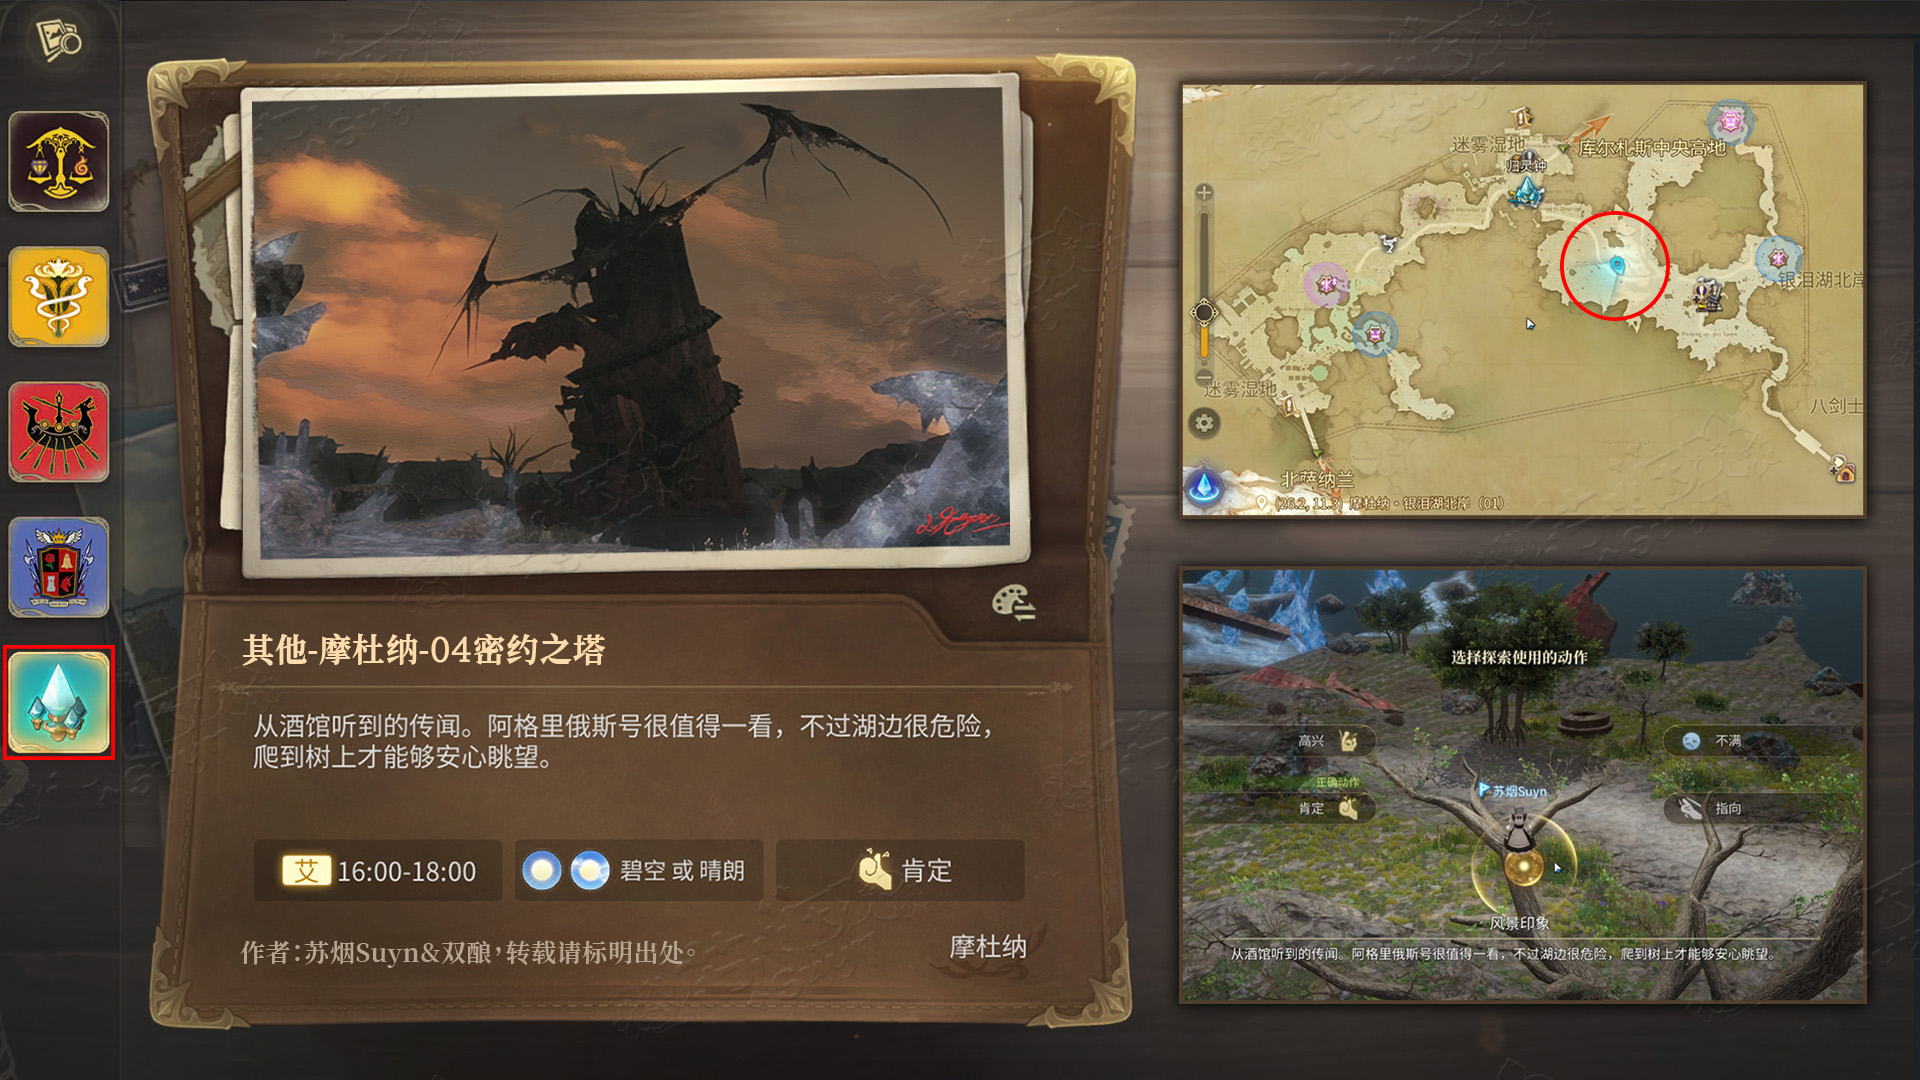 其他-摩杜纳-04密约之塔
从酒馆听到的传闻。阿格里俄斯号很值得一看，不过湖边很危险，
爬到树上才能够安心眺望。
艾 16:00-18:00
碧空 或 晴朗
肯定
作者：苏烟Suyn&双酿，转载请标明出处。
摩杜纳
迷雾湿地
库尔札斯中央高地
归灵钟
银泪湖北岸
迷雾湿地
八剑士
北萨纳兰
(26.2, 11.3) 摩杜纳・银泪湖北岸 (01)
选择探索使用的动作
高兴
不满
正确动作
肯定
指向
苏烟Suyn
风景印象
从酒馆听到的传闻。阿格里俄斯号很值得一看，不过湖边很危险，爬到树上才能够安心眺望。